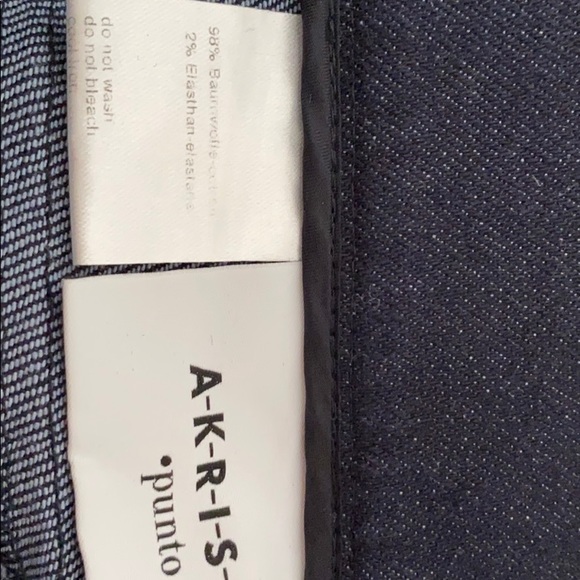 98% Baumwolle-cotton
2% Elasthan-elastane
do not wash
do not bleach
A-K-R-I-S-
•punto